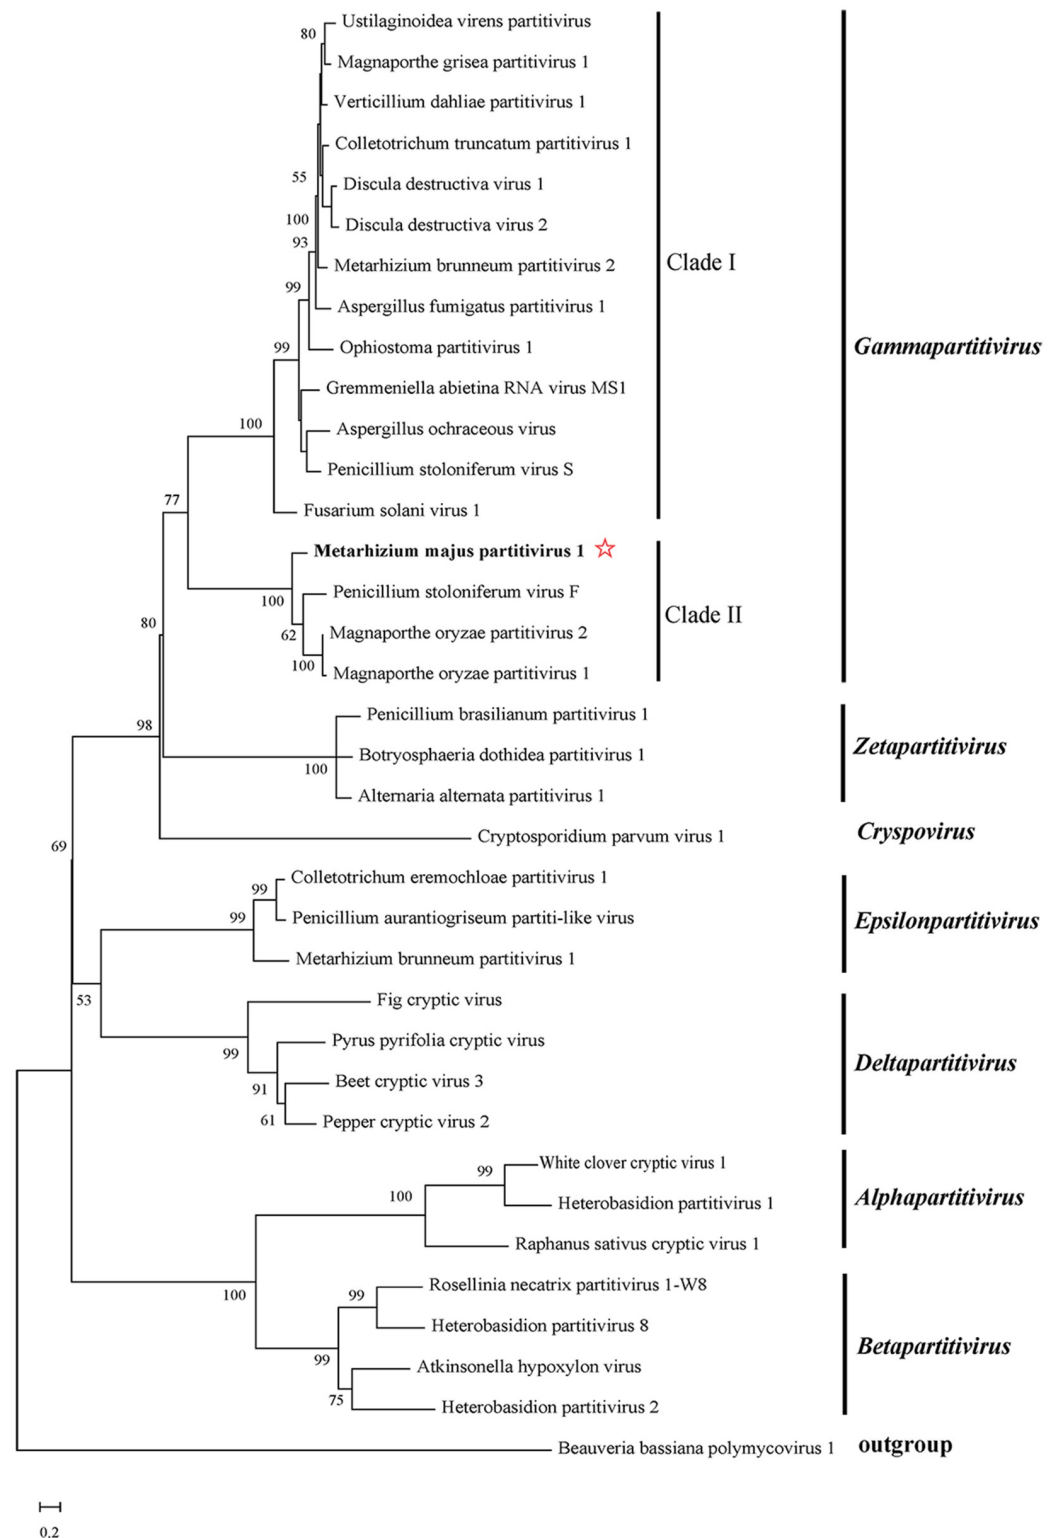 Ustilaginoidea virens partitivirus
80
Magnaporthe grisea partitivirus 1
Verticillium dahliae partitivirus 1
Colletotrichum truncatum partitivirus 1
55
Discula destructiva virus 1
100
Discula destructiva virus 2
93
Metarhizium brunneum partitivirus 2
Clade I
99
Aspergillus fumigatus partitivirus 1
99
Ophiostoma partitivirus 1
Gammapartitivirus
Gremmeniella abietina RNA virus MS1
100
Aspergillus ochraceous virus
Penicillium stoloniferum virus S
77
Fusarium solani virus 1
Metarhizium majus partitivirus 1
100
Penicillium stoloniferum virus F
Clade II
80
62
Magnaporthe oryzae partitivirus 2
100
Magnaporthe oryzae partitivirus 1
98
Penicillium brasilianum partitivirus 1
Botryosphaeria dothidea partitivirus 1
Zetapartitivirus
100
Alternaria alternata partitivirus 1
Cryptosporidium parvum virus 1
Cryspovirus
69
Colletotrichum eremochloae partitivirus 1
99
99
Penicillium aurantiogriseum partiti-like virus
Epsilonpartitivirus
Metarhizium brunneum partitivirus 1
53
Fig cryptic virus
Pyrus pyrifolia cryptic virus
99
Deltapartitivirus
91
Beet cryptic virus 3
61
Pepper cryptic virus 2
White clover cryptic virus 1
99
100
Heterobasidion partitivirus 1
Alphapartitivirus
Raphanus sativus cryptic virus 1
100
Rosellinia necatrix partitivirus 1-W8
99
Heterobasidion partitivirus 8
Betapartitivirus
99
Atkinsonella hypoxylon virus
75
Heterobasidion partitivirus 2
Beauveria bassiana polymycovirus 1
outgroup
0.2